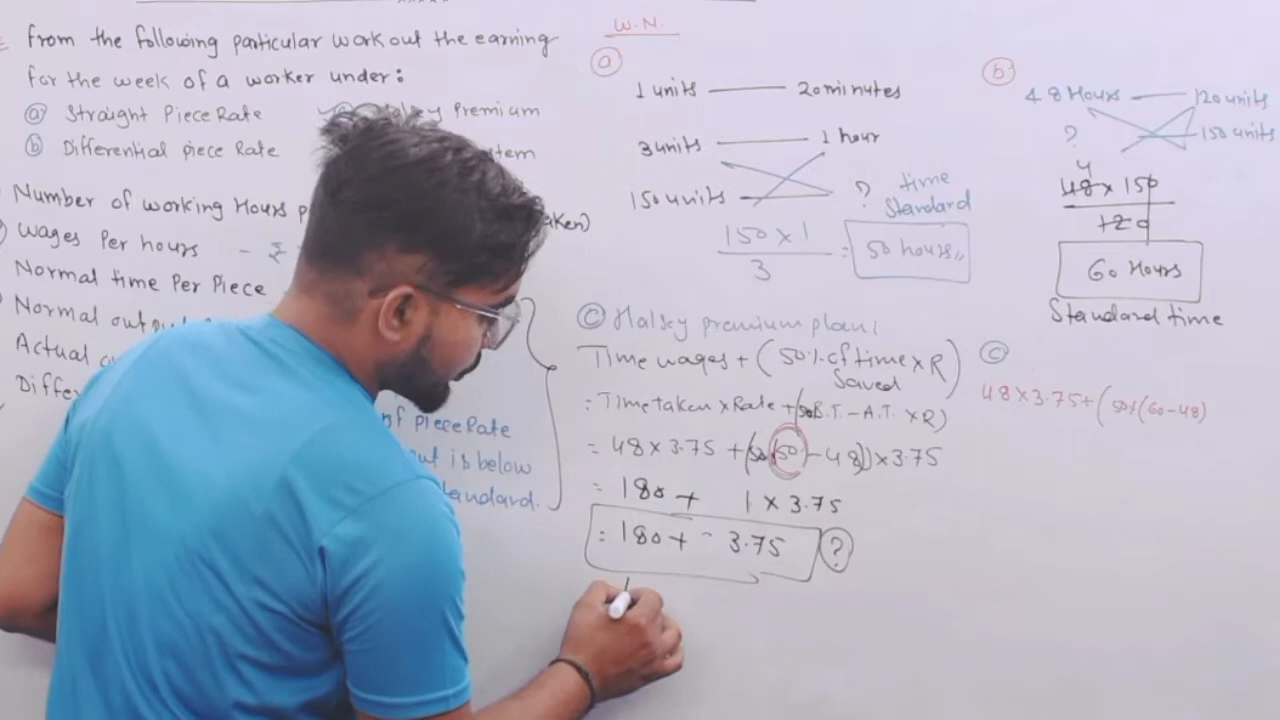 From the following particular work out the earning
for the week of a worker under:
ⓐ Straight Piece Rate Premium
ⓑ Differential piece Rate
Number of working Hours
Wages Per hours - ₹
Normal time Per Piece
Normal
Actual
of Piece Rate
is below
standard.
W.N.
ⓐ
1 units — 20 minutes
3 units — 1 hour
150 units — ? time
Standard
150 × 1
3
= 50 hours,,
ⓑ
48 Hours — 120 units
? 150 units
4
48 × 150
120
60 Hours
Standard time
ⓒ Halsey premium plan:
Time wages + (50% of time × R)
Saved
= Time taken × Rate + - A.T. × R)
= 48 × 3.75 + - 48)) × 3.75
= 180 + 1 × 3.75
= 180 + - 3.75 ?
ⓒ
48 × 3.75 + (50% (60-48)